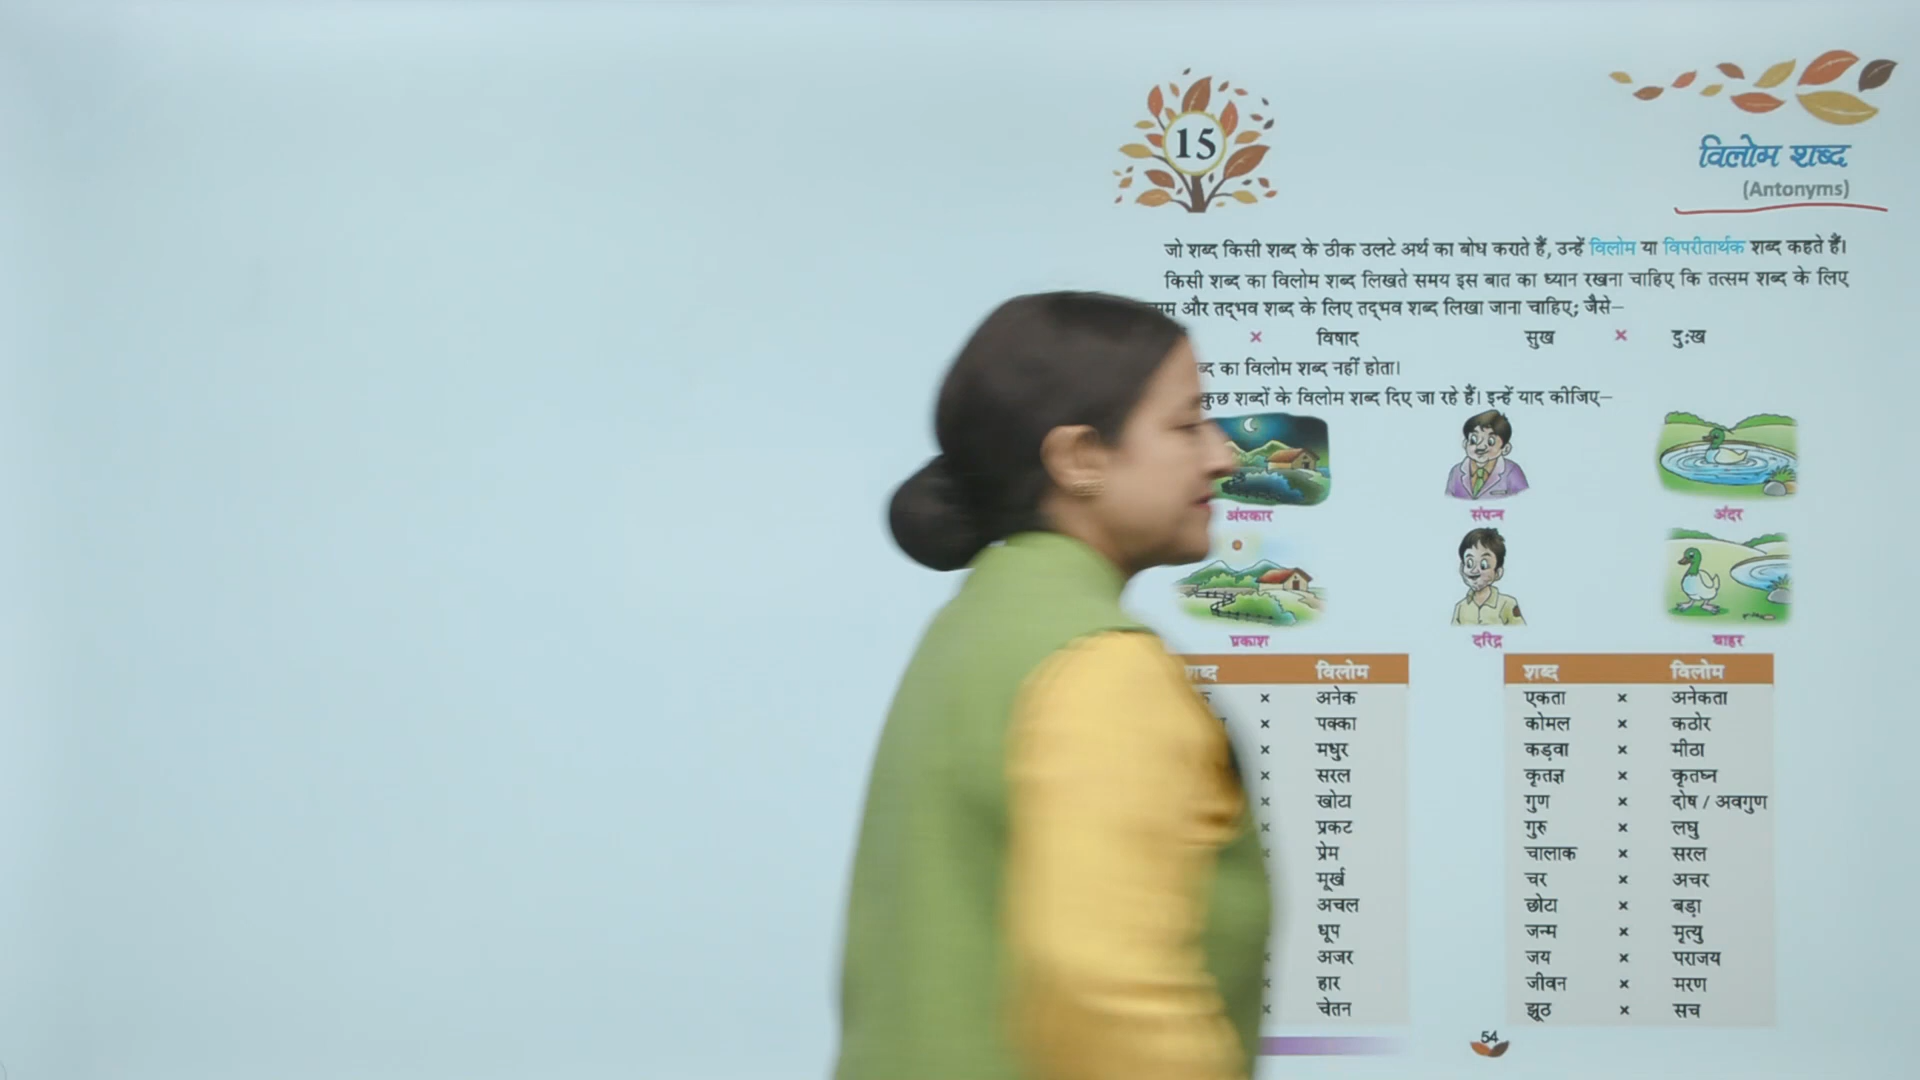 15
विलोम शब्द
(Antonyms)
जो शब्द किसी शब्द के ठीक उलटे अर्थ का बोध कराते हैं, उन्हें विलोम या विपरीतार्थक शब्द कहते हैं।
किसी शब्द का विलोम शब्द लिखते समय इस बात का ध्यान रखना चाहिए कि तत्सम शब्द के लिए
और तद्‌भव शब्द के लिए तद्‌भव शब्द लिखा जाना चाहिए; जैसे–
× विषाद सुख × दुःख
का विलोम शब्द नहीं होता।
कुछ शब्दों के विलोम शब्द दिए जा रहे हैं। इन्हें याद कीजिए–
अंधकार संपन्न अंदर
प्रकाश दरिद्र बाहर
विलोम शब्द विलोम
× अनेक एकता × अनेकता
× पक्का कोमल × कठोर
× मधुर कड़वा × मीठा
× सरल कृतज्ञ × कृतघ्न
× खोटा गुण × दोष / अवगुण
× प्रकट गुरु × लघु
प्रेम चालाक × सरल
मूर्ख चर × अचर
अचल छोटा × बड़ा
धूप जन्म × मृत्यु
अजर जय × पराजय
× हार जीवन × मरण
× चेतन झूठ × सच
54